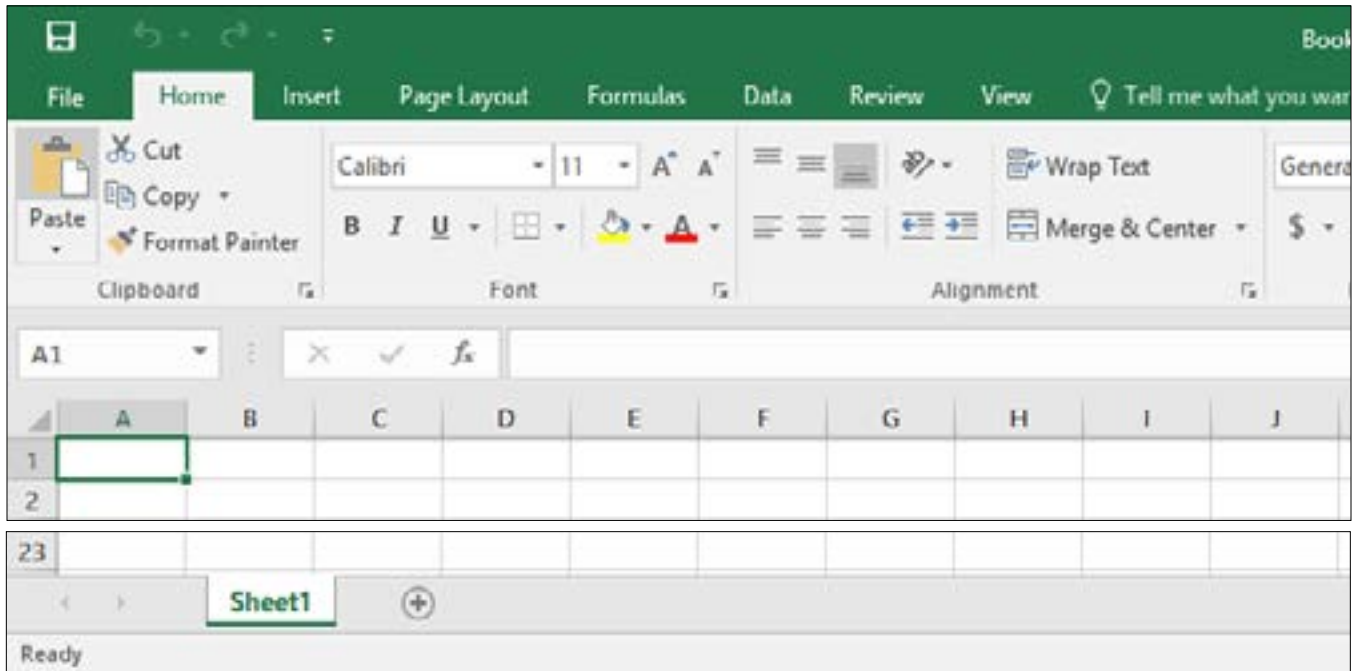 Book
File Home Insert Page Layout Formulas Data Review View Tell me what you war
Cut
Calibri 11 A A Wrap Text Genera
Copy
Paste
B I U A Merge & Center $
Format Painter
Clipboard Font Alignment
A1 fx
A B C D E F G H I J
1
2
23
Sheet1
Ready